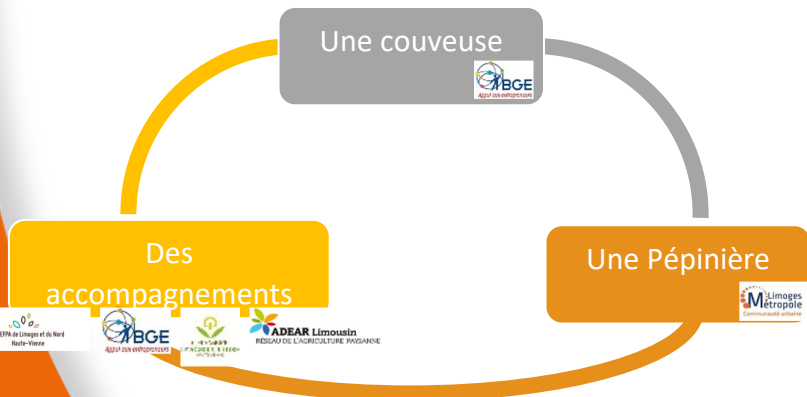 Une couveuse
BGE
Appui aux entrepreneurs
Des
accompagnements
Une Pépinière
Limoges
Métropole
Communauté urbaine
EFPA de Limoges et du Nord
Haute-Vienne
BGE
Appui aux entrepreneurs
ADEAR Limousin
RÉSEAU DE L'AGRICULTURE PAYSANNE